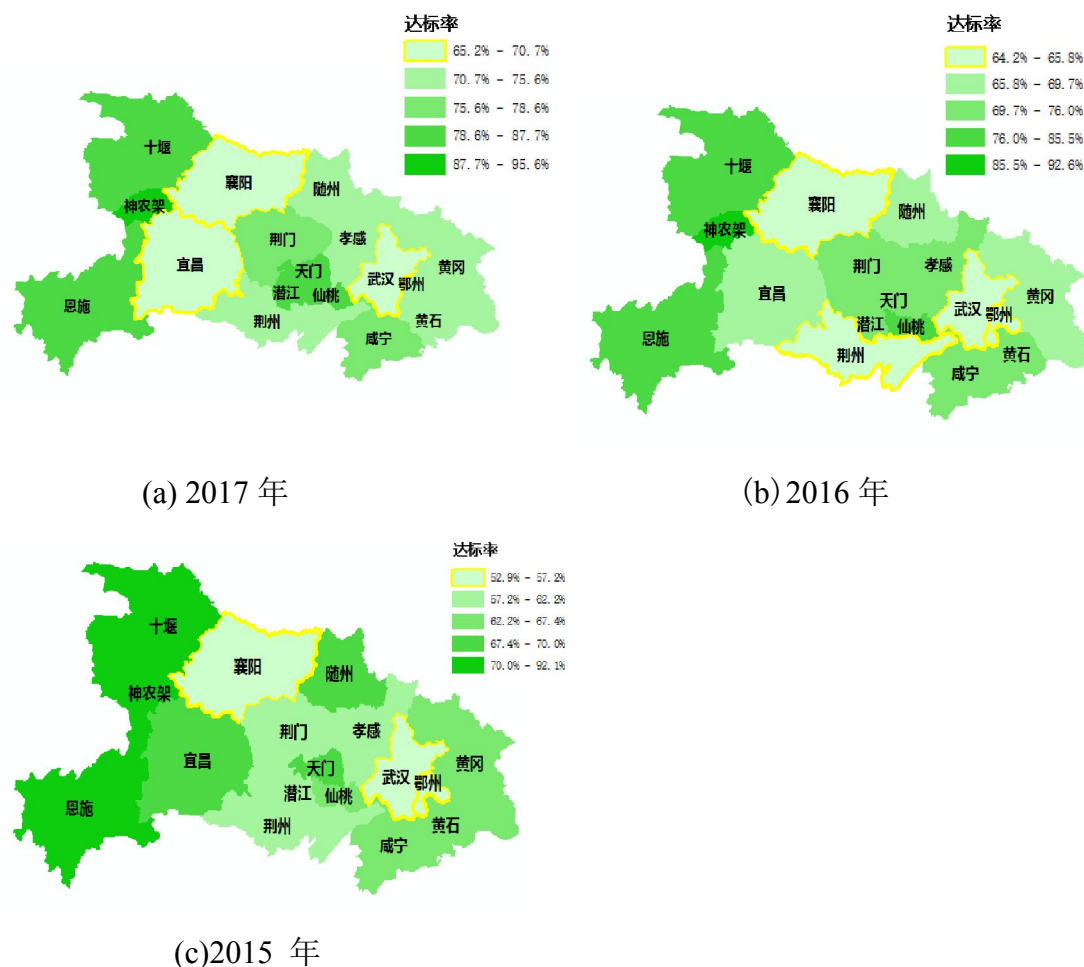 达标率
65.2% - 70.7%
70.7% - 75.6%
75.6% - 78.6%
78.6% - 87.7%
87.7% - 95.6%
十堰
襄阳
随州
神农架
荆门
孝感
宜昌
天门
武汉
黄冈
恩施
潜江
仙桃
鄂州
荆州
黄石
咸宁
(a) 2017 年
达标率
64.2% - 65.8%
65.8% - 69.7%
69.7% - 76.0%
76.0% - 85.5%
85.5% - 92.6%
十堰
襄阳
随州
神农架
荆门
孝感
宜昌
天门
武汉
鄂州
黄冈
恩施
潜江
仙桃
荆州
黄石
咸宁
(b) 2016 年
达标率
52.9% - 57.2%
57.2% - 62.2%
62.2% - 67.4%
67.4% - 70.0%
70.0% - 92.1%
十堰
襄阳
随州
神农架
荆门
孝感
宜昌
天门
武汉
鄂州
黄冈
恩施
潜江
仙桃
荆州
黄石
咸宁
(c)2015 年